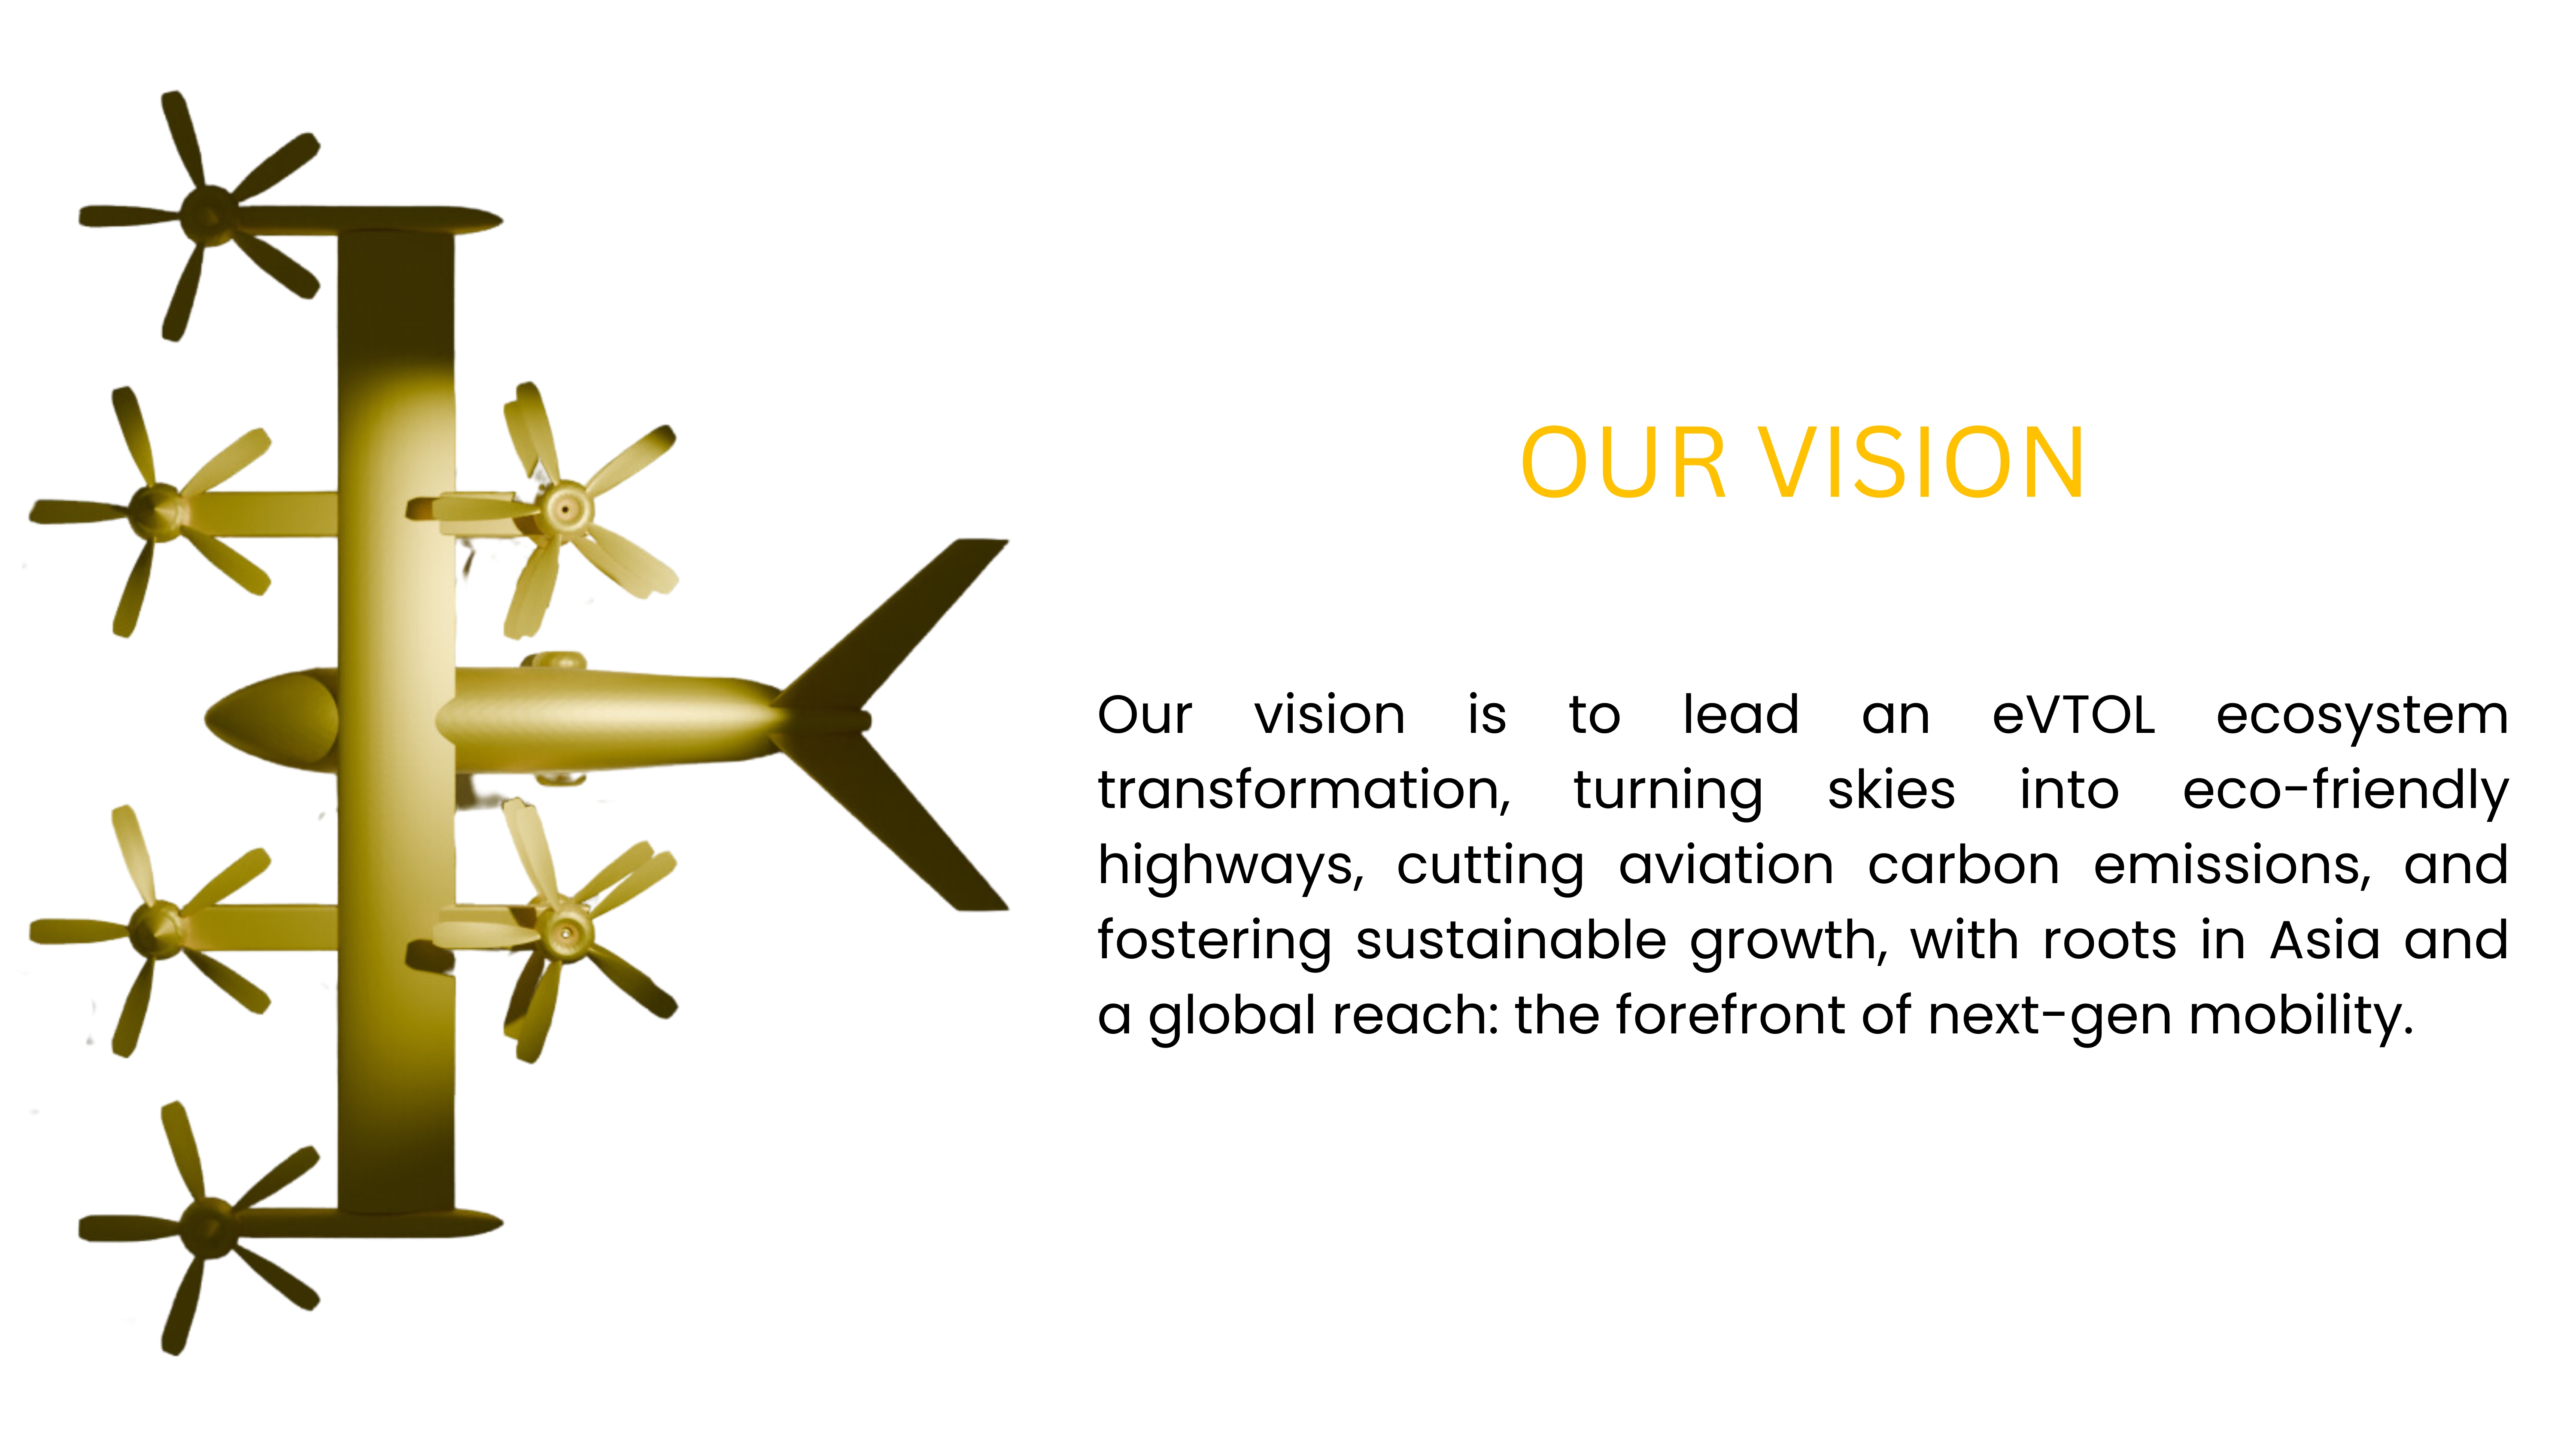 OUR VISION
Our vision is to lead an eVTOL ecosystem
transformation, turning skies into eco-friendly
highways, cutting aviation carbon emissions, and
fostering sustainable growth, with roots in Asia and
a global reach: the forefront of next-gen mobility.